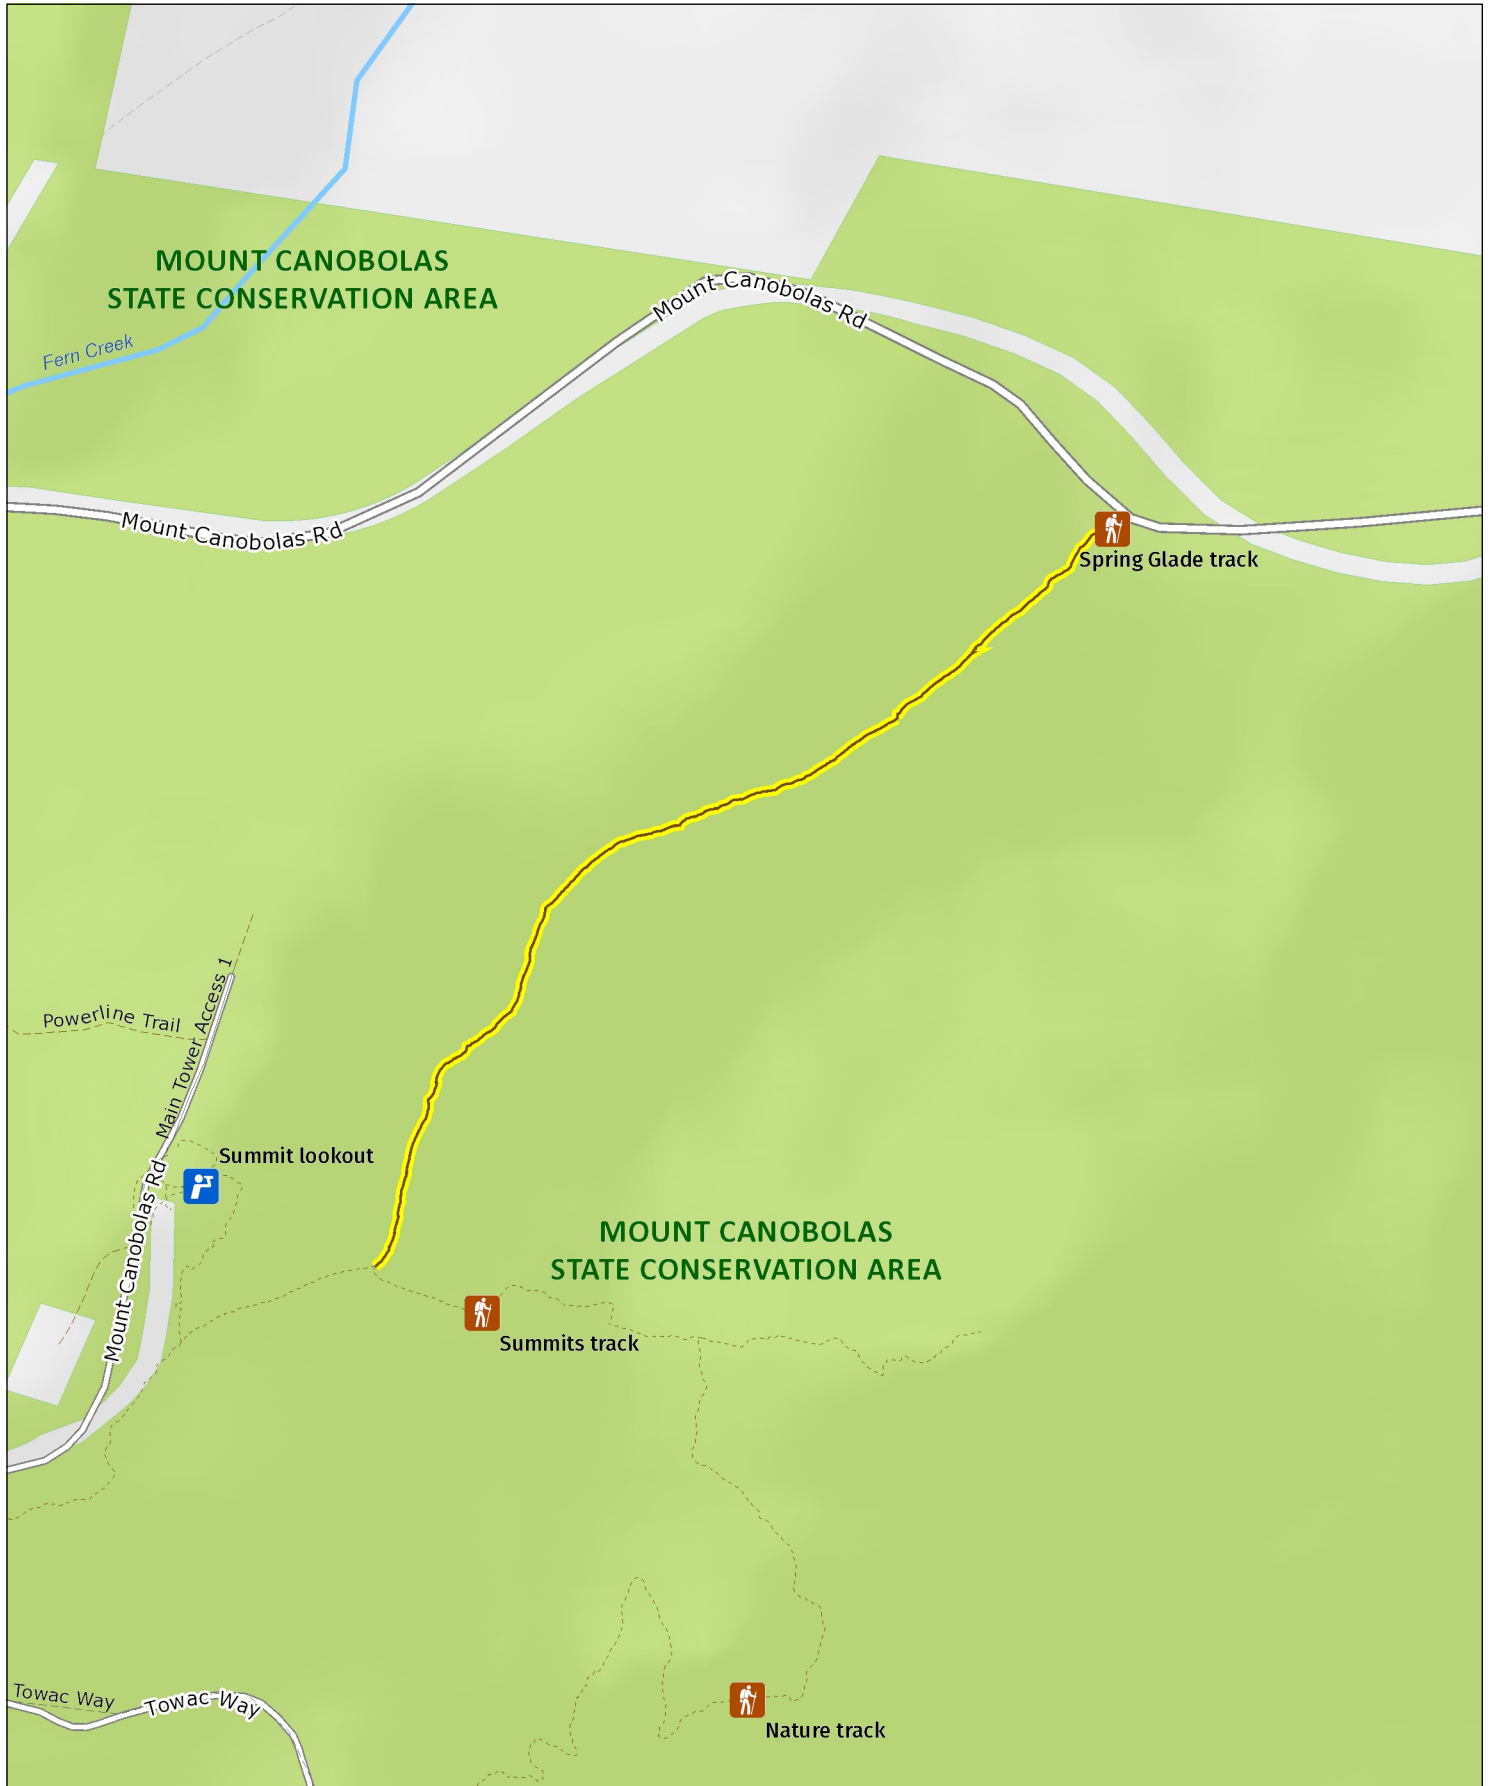 MOUNT CANOBOLAS
STATE CONSERVATION AREA
Mount Canobolas Rd
Fern Creek
Mount Canobolas Rd
Spring Glade track
Main Tower Access 1
Powerline Trail
Summit lookout
Mount Canobolas Rd
MOUNT CANOBOLAS
STATE CONSERVATION AREA
Summits track
Towac Way
Towac Way
Nature track